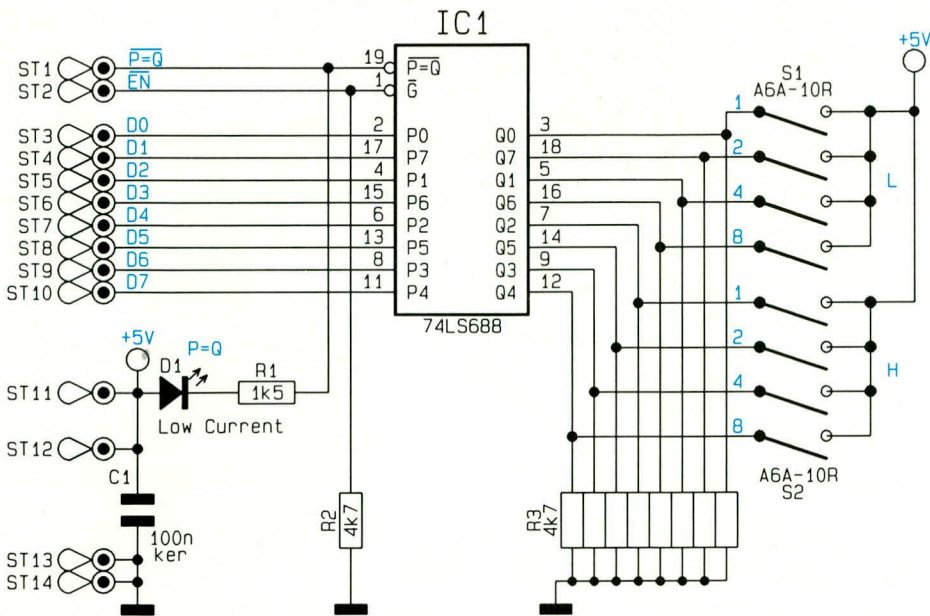 IC1
+5V
ST1 P=Q 19 P=Q
ST2 EN 1 G
S1
A6A-10R
ST3 D0 2 P0 Q0 3 1
ST4 D1 17 P7 Q7 18 2
ST5 D2 4 P1 Q1 5 4
ST6 D3 15 P6 Q6 16 8
L
ST7 D4 6 P2 Q2 7 1
ST8 D5 13 P5 Q5 14 2
ST9 D6 8 P3 Q3 9 4
ST10 D7 11 P4 Q4 12 8
H
74LS688
+5V P=Q
ST11 D1 R1
1k5
Low Current
ST12
A6A-10R
S2
C1
100n
ker
R2
4k7
R3
4k7
ST13
ST14